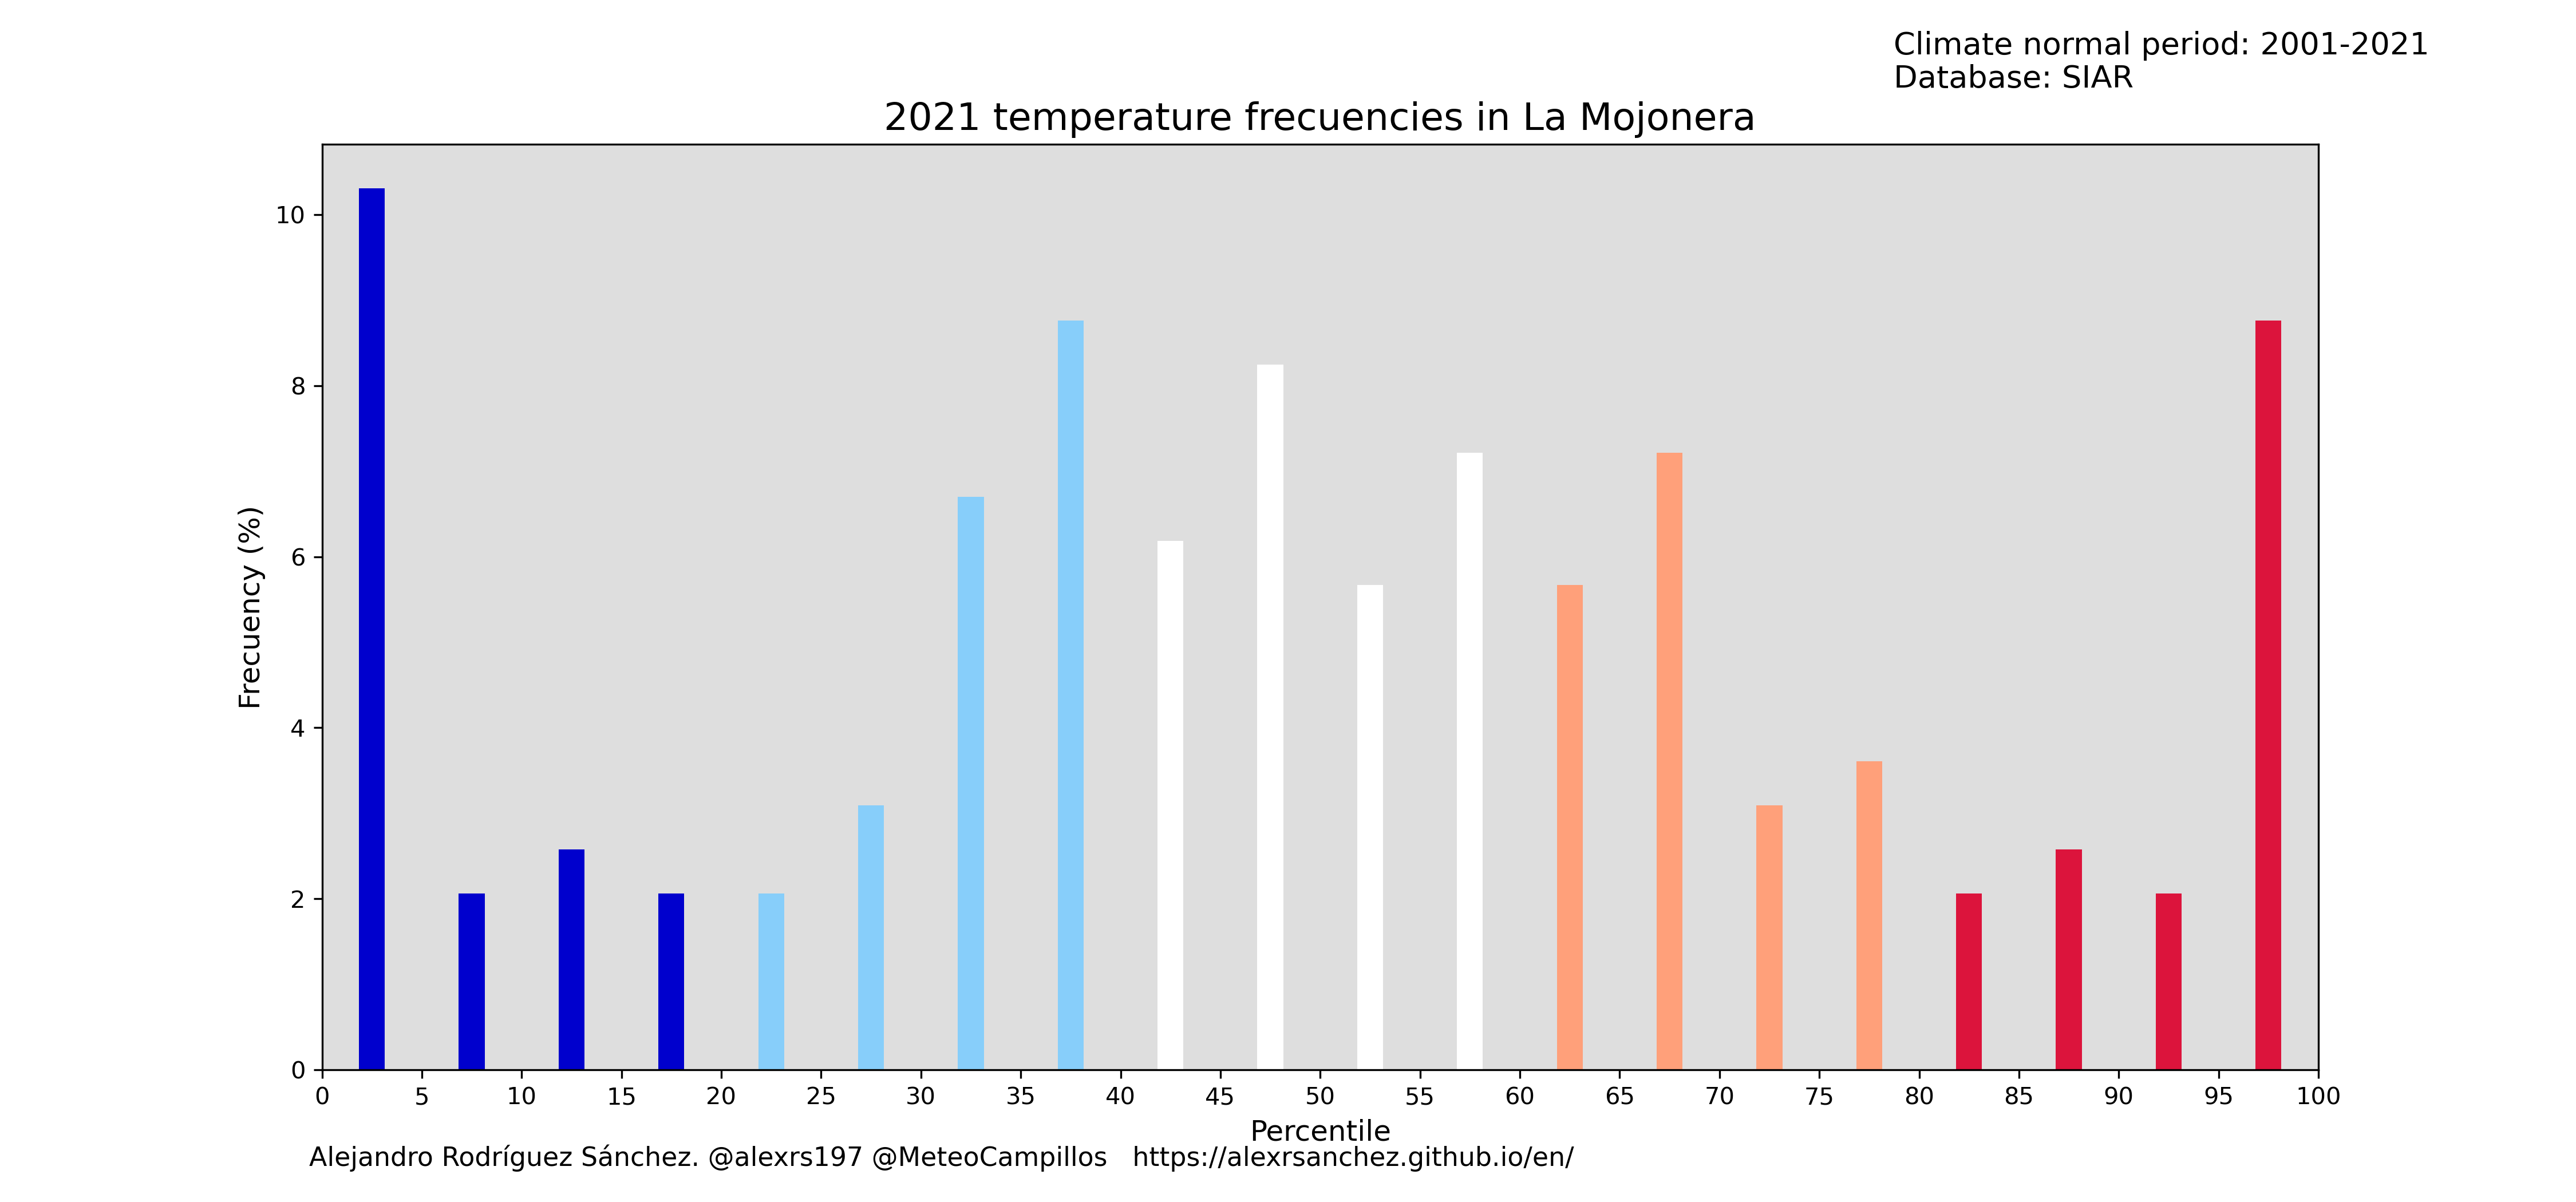 Climate normal period: 2001-2021
Database: SIAR
2021 temperature frecuencies in La Mojonera
Frecuency (%)
10
8
6
4
2
0
0 5 10 15 20 25 30 35 40 45 50 55 60 65 70 75 80 85 90 95 100
Percentile
Alejandro Rodríguez Sánchez. @alexrs197 @MeteoCampillos https://alexrsanchez.github.io/en/